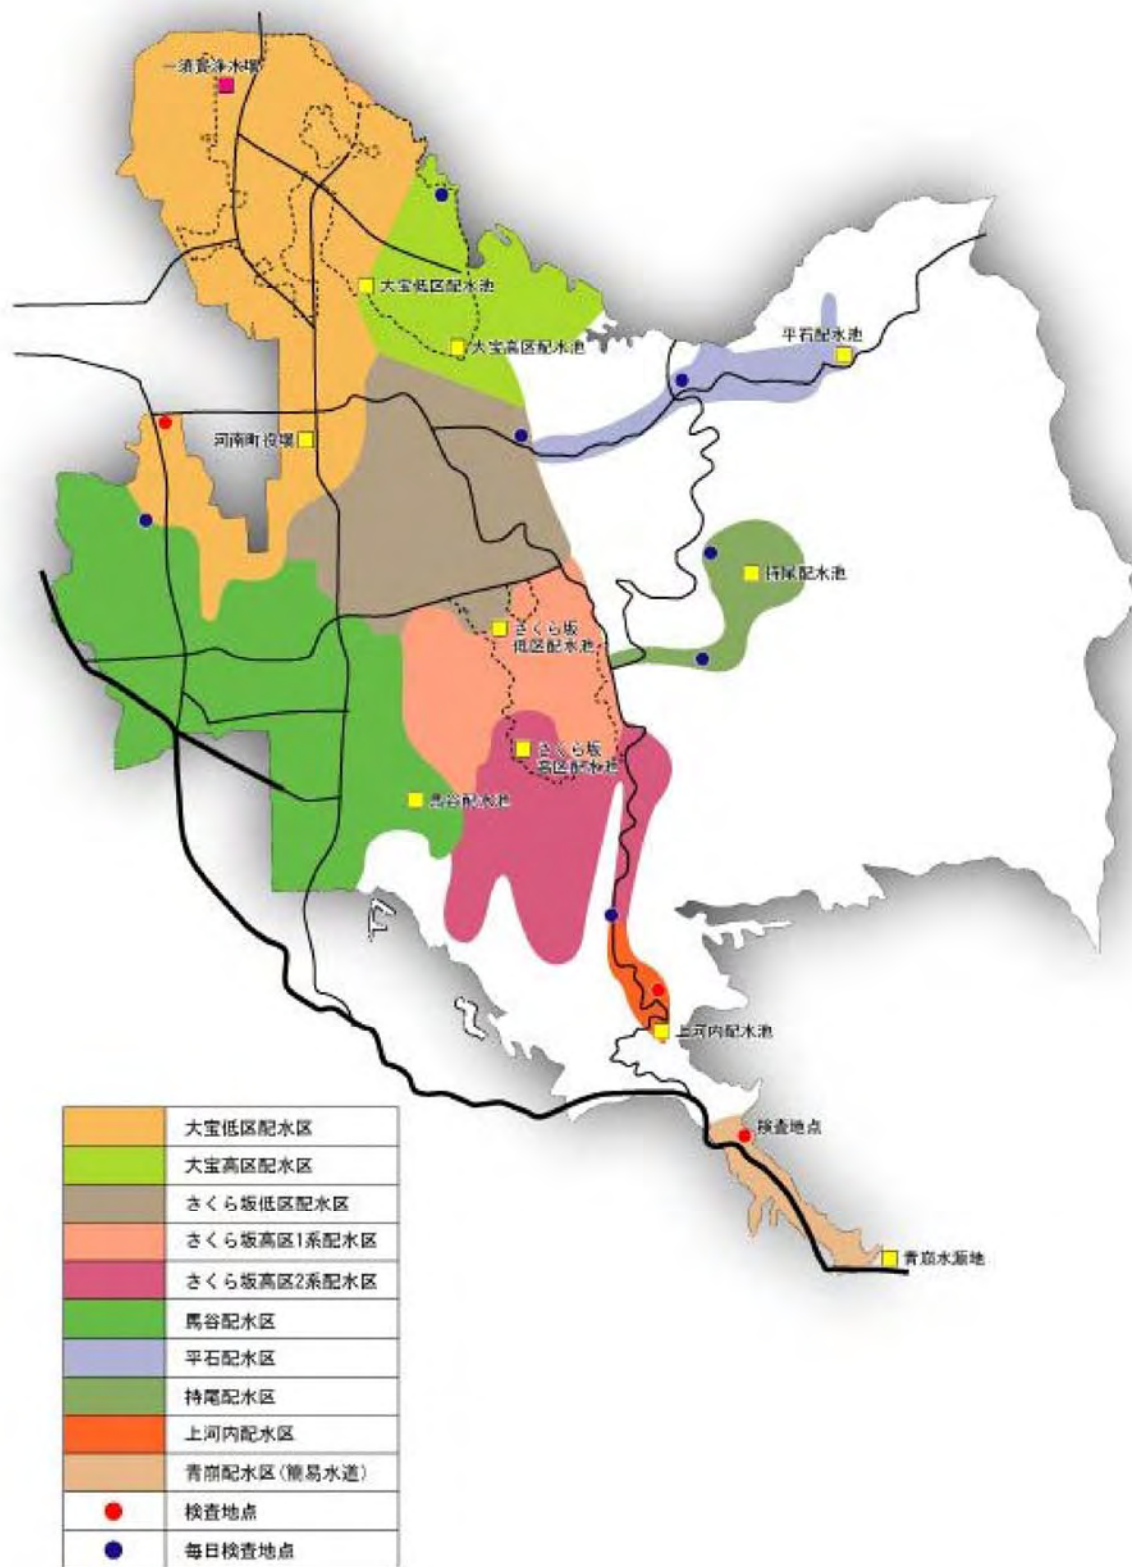 一須賀浄水場
大宝低区配水池
大宝高区配水池
平石配水池
河南町役場
持尾配水池
さくら坂
低区配水池
さくら坂
高区配水池
馬谷配水池
上河内配水池
検査地点
青崩水源地
大宝低区配水区
大宝高区配水区
さくら坂低区配水区
さくら坂高区1系配水区
さくら坂高区2系配水区
馬谷配水区
平石配水区
持尾配水区
上河内配水区
青崩配水区(簡易水道)
検査地点
毎日検査地点